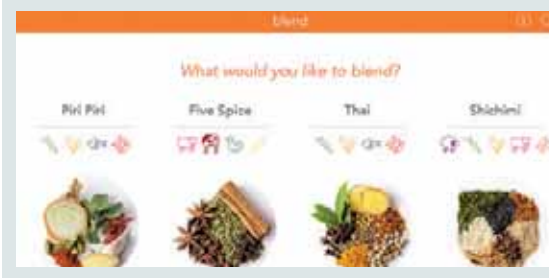 blend
What would you like to blend?
Piri Piri Five Spice Thai Shichimi